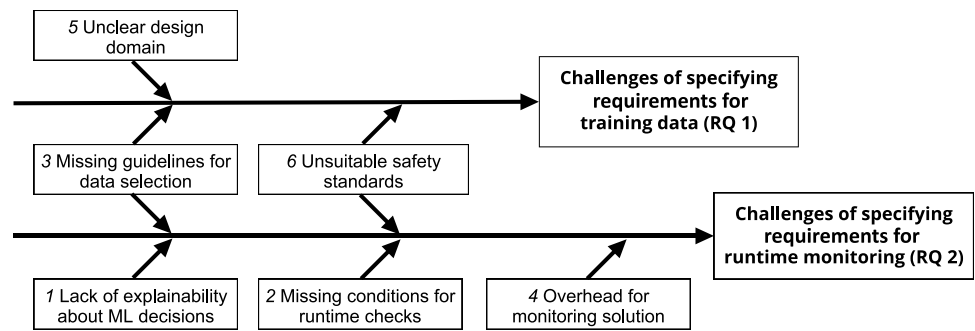 5 Unclear design
domain
Challenges of specifying
requirements for
training data (RQ 1)
3 Missing guidelines for
data selection
6 Unsuitable safety
standards
Challenges of specifying
requirements for
runtime monitoring (RQ 2)
1 Lack of explainability
about ML decisions
2 Missing conditions for
runtime checks
4 Overhead for
monitoring solution